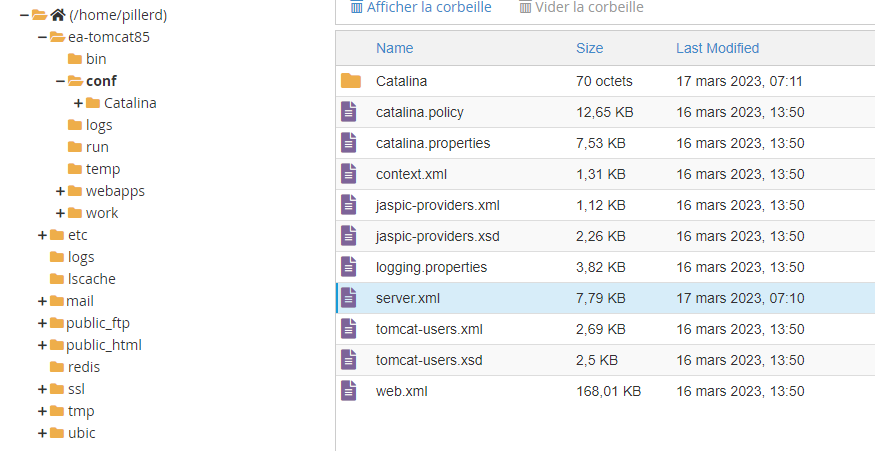 (/home/pillerd)
ea-tomcat85
bin
conf
Catalina
logs
run
temp
webapps
work
etc
logs
lscache
mail
public_ftp
public_html
redis
ssl
tmp
ubic
Afficher la corbeille Vider la corbeille
Name Size Last Modified
Catalina 70 octets 17 mars 2023, 07:11
catalina.policy 12,65 KB 16 mars 2023, 13:50
catalina.properties 7,53 KB 16 mars 2023, 13:50
context.xml 1,31 KB 16 mars 2023, 13:50
jaspic-providers.xml 1,12 KB 16 mars 2023, 13:50
jaspic-providers.xsd 2,26 KB 16 mars 2023, 13:50
logging.properties 3,82 KB 16 mars 2023, 13:50
server.xml 7,79 KB 17 mars 2023, 07:10
tomcat-users.xml 2,69 KB 16 mars 2023, 13:50
tomcat-users.xsd 2,5 KB 16 mars 2023, 13:50
web.xml 168,01 KB 16 mars 2023, 13:50